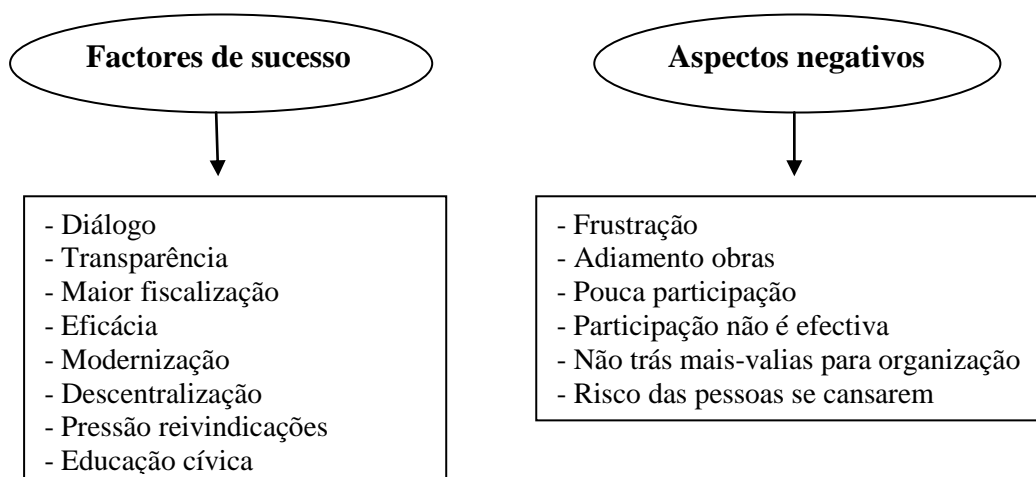 Factores de sucesso
- Diálogo
- Transparência
- Maior fiscalização
- Eficácia
- Modernização
- Descentralização
- Pressão reivindicações
- Educação cívica
Aspectos negativos
- Frustração
- Adiamento obras
- Pouca participação
- Participação não é efectiva
- Não trás mais-valias para organização
- Risco das pessoas se cansarem